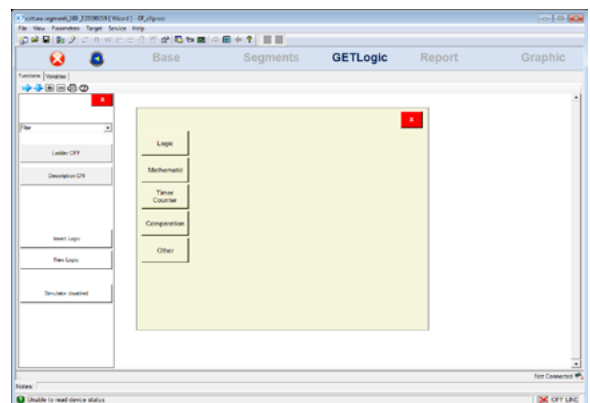 File View Parameters Target Service Help
Base Segments GETLogic Report Graphic
Functions Variables
x
Filter
Ladder OFF
Description ON
Insert Logic
New Logic
Simulator disabled
x
Logic
Mathematic
Timer
Counter
Comparation
Other
Not Connected
Notes:
Unable to read device status
OFF LINE